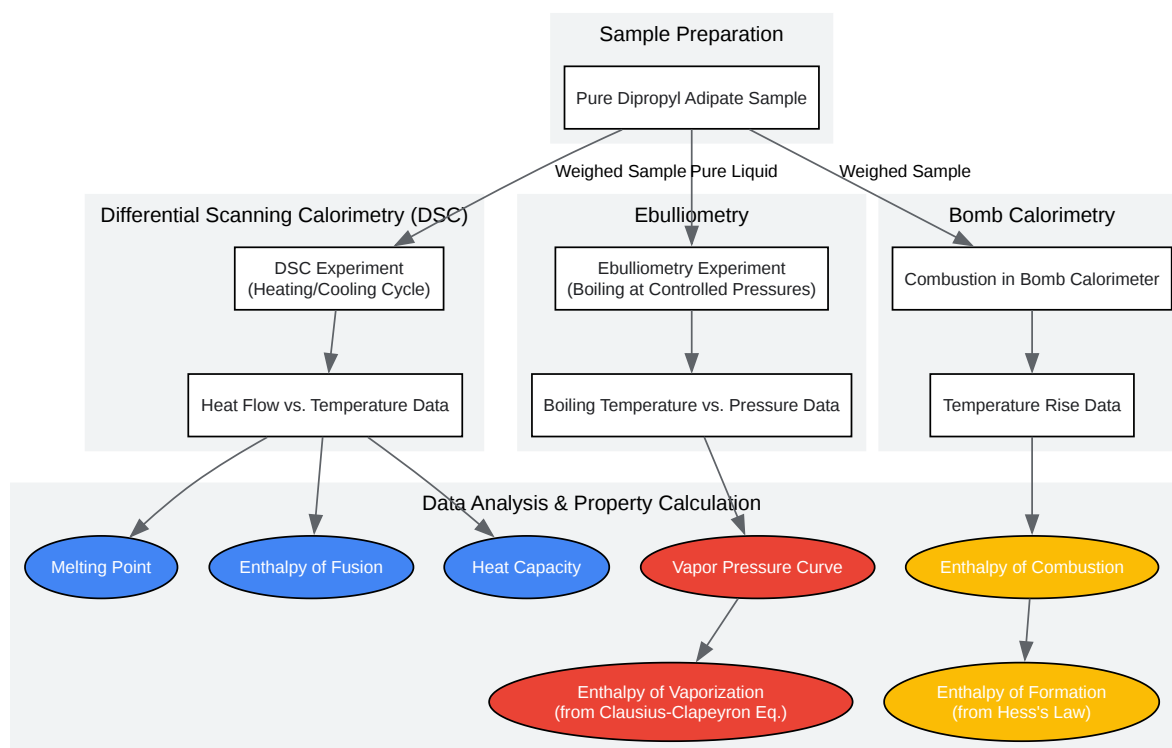 Sample Preparation
Pure Dipropyl Adipate Sample
Weighed Sample
Pure Liquid
Weighed Sample
Differential Scanning Calorimetry (DSC)
Ebulliometry
Bomb Calorimetry
DSC Experiment
(Heating/Cooling Cycle)
Ebulliometry Experiment
(Boiling at Controlled Pressures)
Combustion in Bomb Calorimeter
Heat Flow vs. Temperature Data
Boiling Temperature vs. Pressure Data
Temperature Rise Data
Data Analysis & Property Calculation
Melting Point
Enthalpy of Fusion
Heat Capacity
Vapor Pressure Curve
Enthalpy of Combustion
Enthalpy of Vaporization
(from Clausius-Clapeyron Eq.)
Enthalpy of Formation
(from Hess's Law)